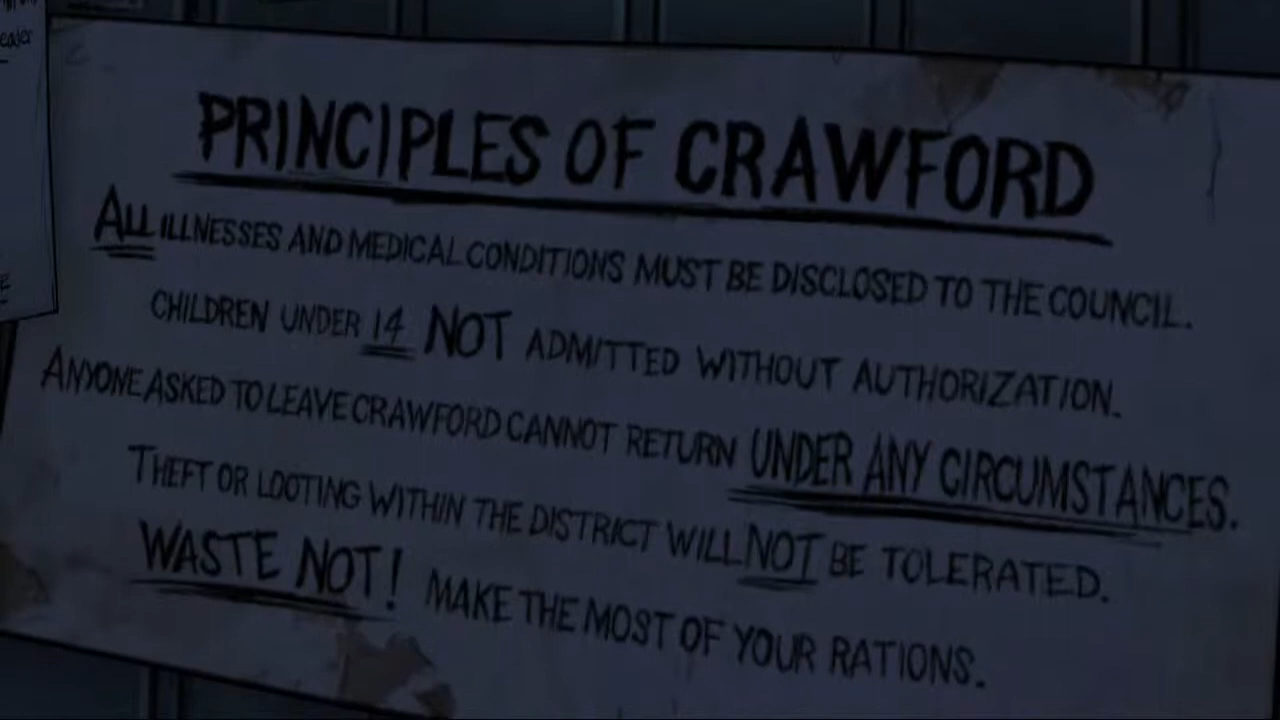 eader
PRINCIPLES OF CRAWFORD
ALL ILLNESSES AND MEDICAL CONDITIONS MUST BE DISCLOSED TO THE COUNCIL.
CHILDREN UNDER 14 NOT ADMITTED WITHOUT AUTHORIZATION.
ANYONE ASKED TO LEAVE CRAWFORD CANNOT RETURN UNDER ANY CIRCUMSTANCES.
THEFT OR LOOTING WITHIN THE DISTRICT WILL NOT BE TOLERATED.
WASTE NOT! MAKE THE MOST OF YOUR RATIONS.